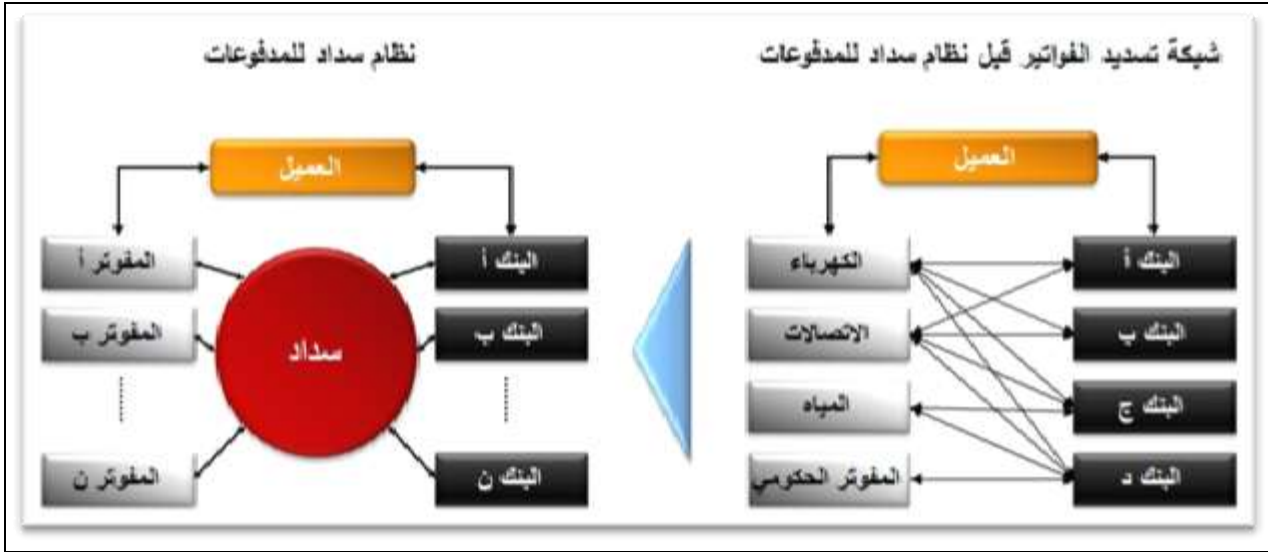 شبكة تسديد الفواتير قبل نظام سداد للمدفوعات
العميل
البنك أ
الكهرباء
البنك ب
الاتصالات
البنك ج
المياه
البنك د
المفوتر الحكومي
نظام سداد للمدفوعات
العميل
البنك أ
المفوتر أ
البنك ب
المفوتر ب
سداد
البنك ن
المفوتر ن